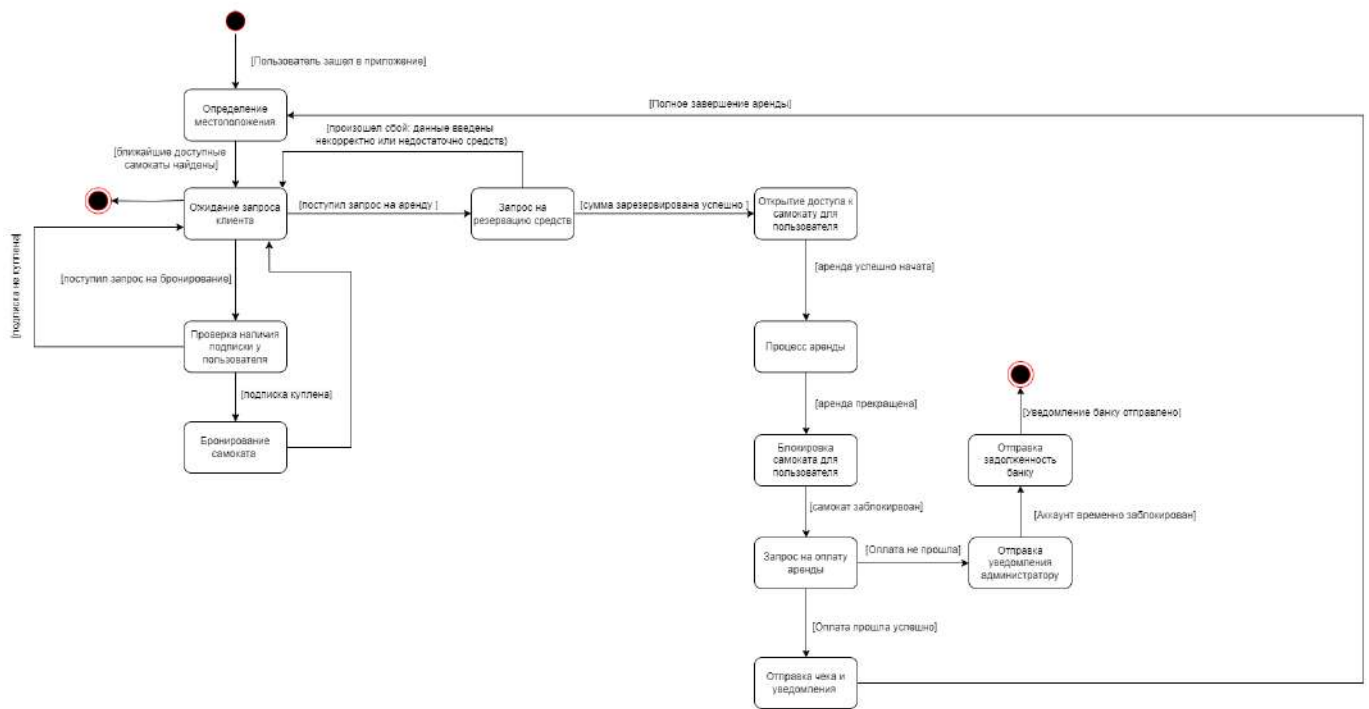 [Пользователь зашел в приложение]
Определение
местоположения
[Полное завершение аренды]
[произошел сбой: данные введены
некорректно или недостаточно средств)
[ближайшие доступные
самокаты найдены]
Ожидание запроса
клиента
[поступил запрос на аренду ]
Запрос на
резервацию средств
[сумма зарезервирована успешно ]
Открытие доступа к
самокату для
пользователя
[подписка не куплена]
[поступил запрос на бронирование]
[аренда успешно начата]
Проверка наличия
подписки у
пользователя
Процесс аренды
[подписка куплена]
[аренда прекращена]
[Уведомление банку отправлено]
Бронирование
самоката
Блокировка
самоката для
пользователя
Отправка
задолженность
банку
[самокат заблокирвоан]
[Аккаунт временно заблокирован]
Запрос на оплату
аренды
[Оплата не прошла]
Отправка
уведомления
администратору
[Оплата прошла успешно]
Отправка чека и
уведомления